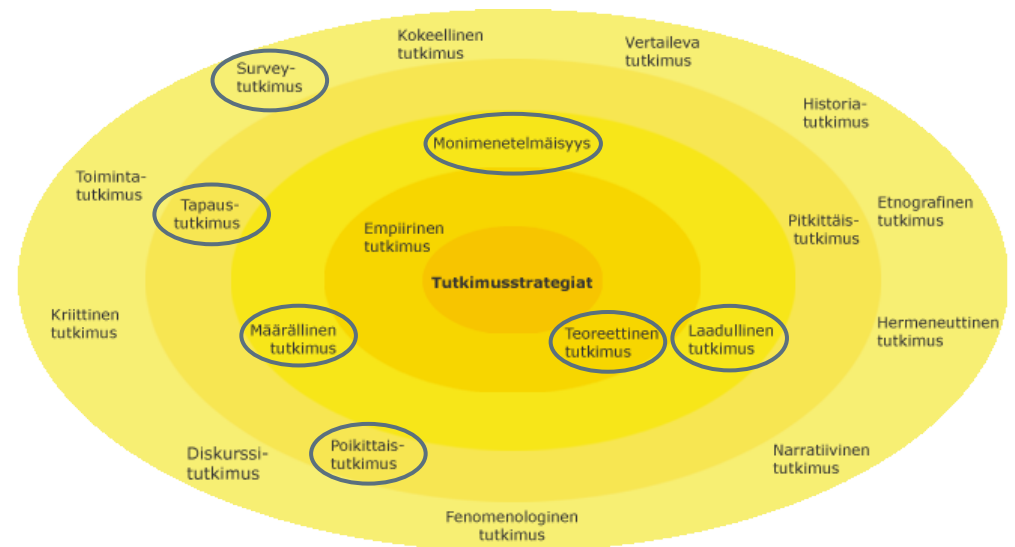 Kokeellinen
tutkimus
Vertaileva
tutkimus
Survey-
tutkimus
Historia-
tutkimus
Monimenetelmäisyys
Toiminta-
tutkimus
Tapaus-
tutkimus
Etnografinen
tutkimus
Pitkittäis-
tutkimus
Empiirinen
tutkimus
Tutkimusstrategiat
Kriittinen
tutkimus
Määrällinen
tutkimus
Teoreettinen
tutkimus
Laadullinen
tutkimus
Hermeneuttinen
tutkimus
Diskurssi-
tutkimus
Poikittais-
tutkimus
Narratiivinen
tutkimus
Fenomenologinen
tutkimus